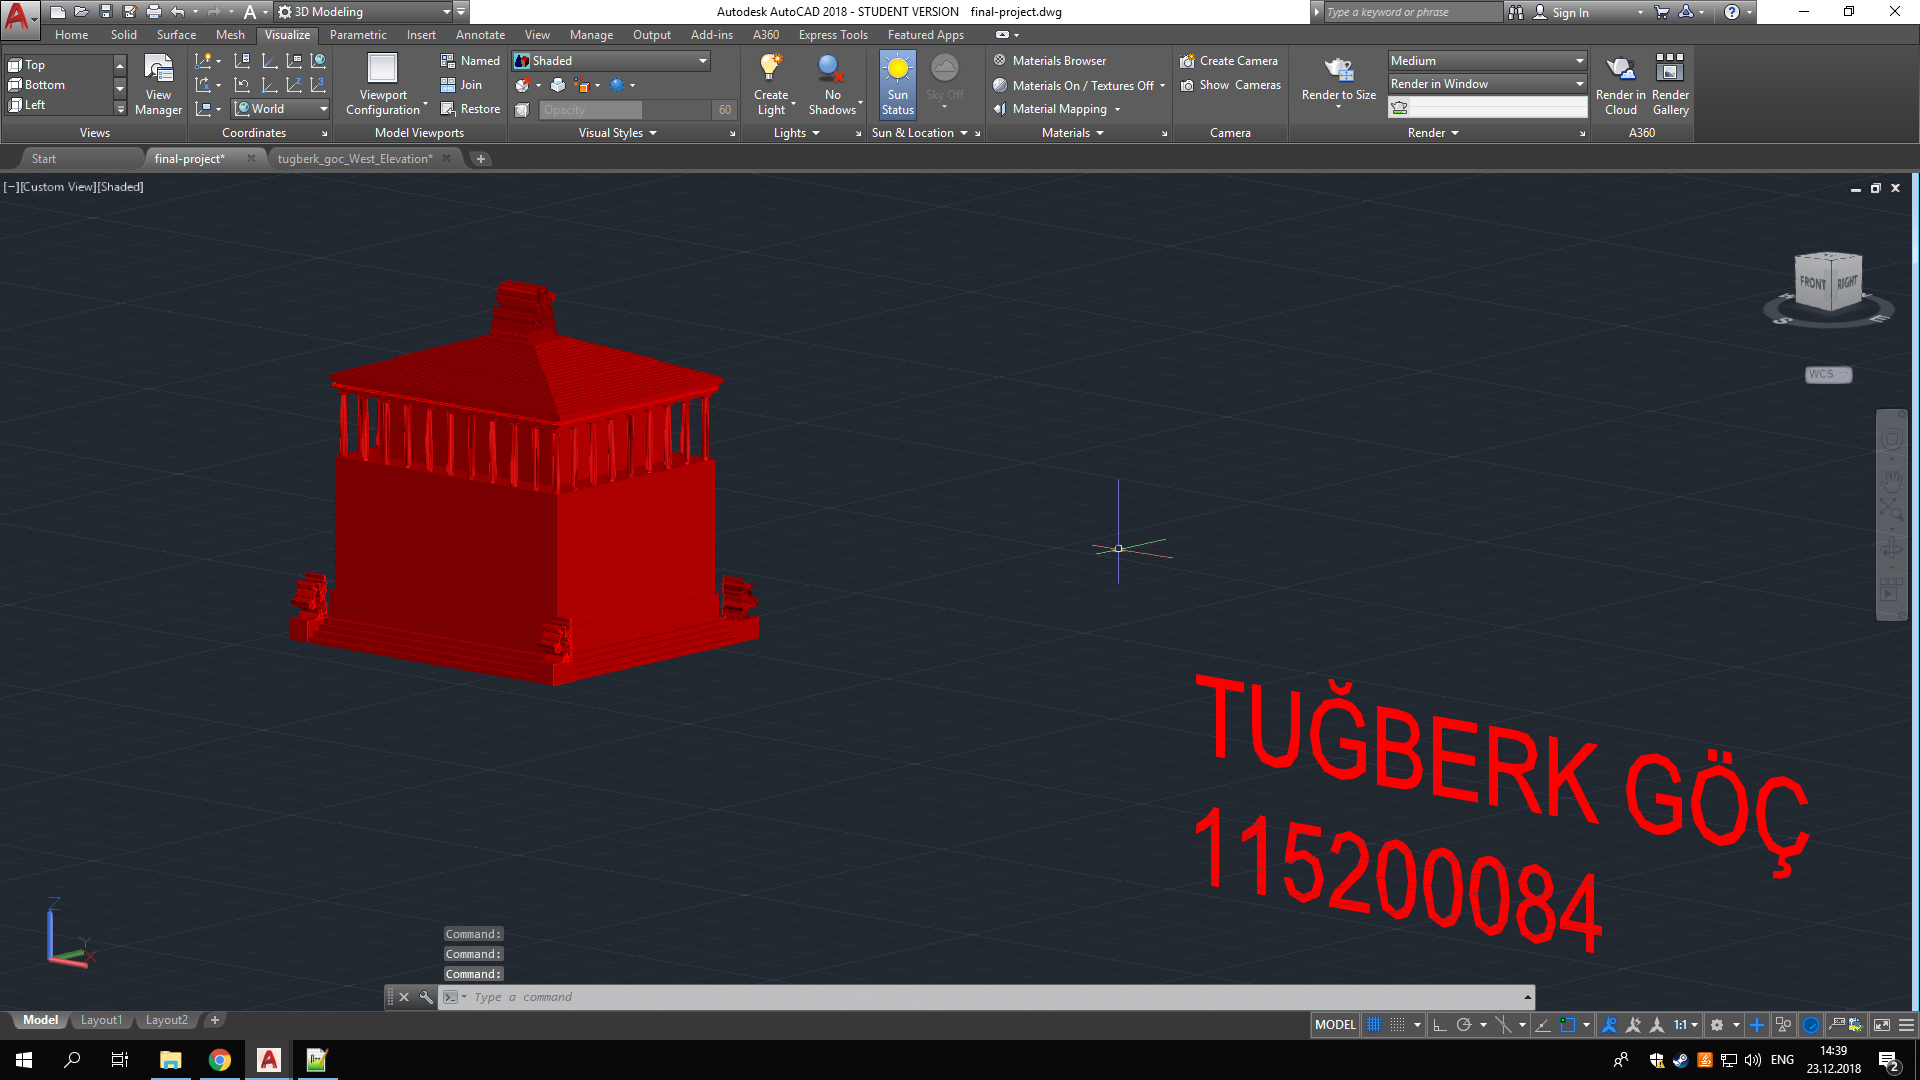 3D Modeling
Autodesk AutoCAD 2018 - STUDENT VERSION final-project.dwg
Type a keyword or phrase
Sign In
Home Solid Surface Mesh Visualize Parametric Insert Annotate View Manage Output Add-ins A360 Express Tools Featured Apps
Top
Bottom
Left
View Manager
Views
World
Coordinates
Viewport Configuration
Named
Join
Restore
Model Viewports
Shaded
Opacity 60
Visual Styles
Create Light
No Shadows
Lights
Sun Status
Sky Off
Sun & Location
Materials Browser
Materials On / Textures Off
Material Mapping
Materials
Create Camera
Show Cameras
Camera
Render to Size
Medium
Render in Window
Render
Render in Cloud
Render Gallery
A360
Start final-project* tugberk_goc_West_Elevation*
[−][Custom View][Shaded]
FRONT RIGHT
S E
WCS
TUĞBERK GÖÇ
115200084
Z
Y
X
Command:
Command:
Command:
Type a command
Model Layout1 Layout2
MODEL
1:1
ENG
14:39
23.12.2018
2